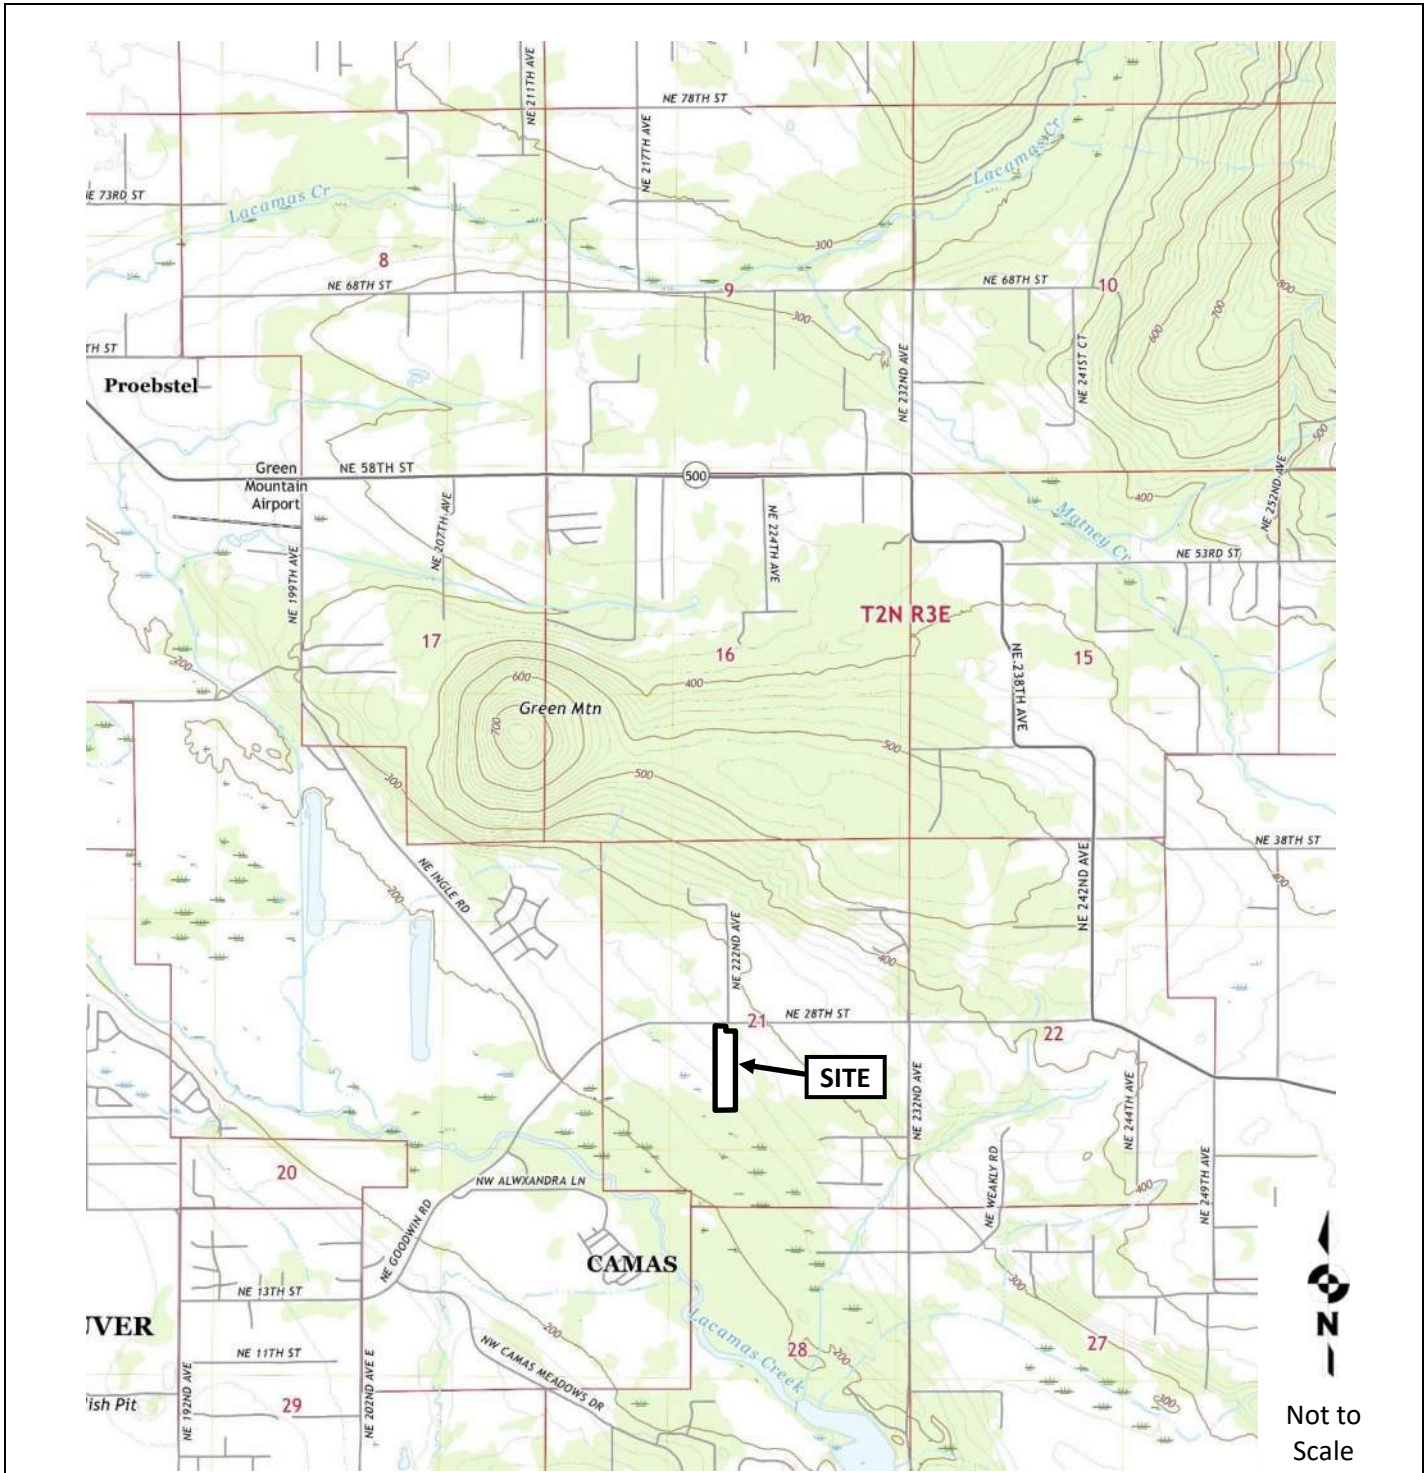 NE 211TH AVE
NE 78TH ST
NE 217TH AVE
Lacamas Cr
Lacamas Cr
E 73RD ST
300
8
NE 68TH ST
9
NE 68TH ST
10
800
700
600
300
TH ST
Proebstel
NE 232ND AVE
NE 241ST CT
500
Green
Mountain
Airport
NE 58TH ST
500
NE 207TH AVE
NE 224TH AVE
400
Matney Cr
NE 252ND AVE
NE 53RD ST
NE 199TH AVE
T2N R3E
17
16
15
200
600
400
NE 238TH AVE
Green Mtn
700
500
500
300
NE 38TH ST
NE INGLE RD
200
NE 242ND AVE
400
NE 222ND AVE
400
21
NE 28TH ST
22
SITE
NE 232ND AVE
NE 244TH AVE
20
NW ALWXANDRA LN
NE WEAKLY RD
400
NE 249TH AVE
NE GOODWIN RD
CAMAS
NE 13TH ST
300
N
UVER
200
Lacamas Creek
28
200
27
NE 11TH ST
NW CAMAS MEADOWS DR
NE 192ND AVE
NE 202ND AVE E
ish Pit
29
300
Not to
Scale